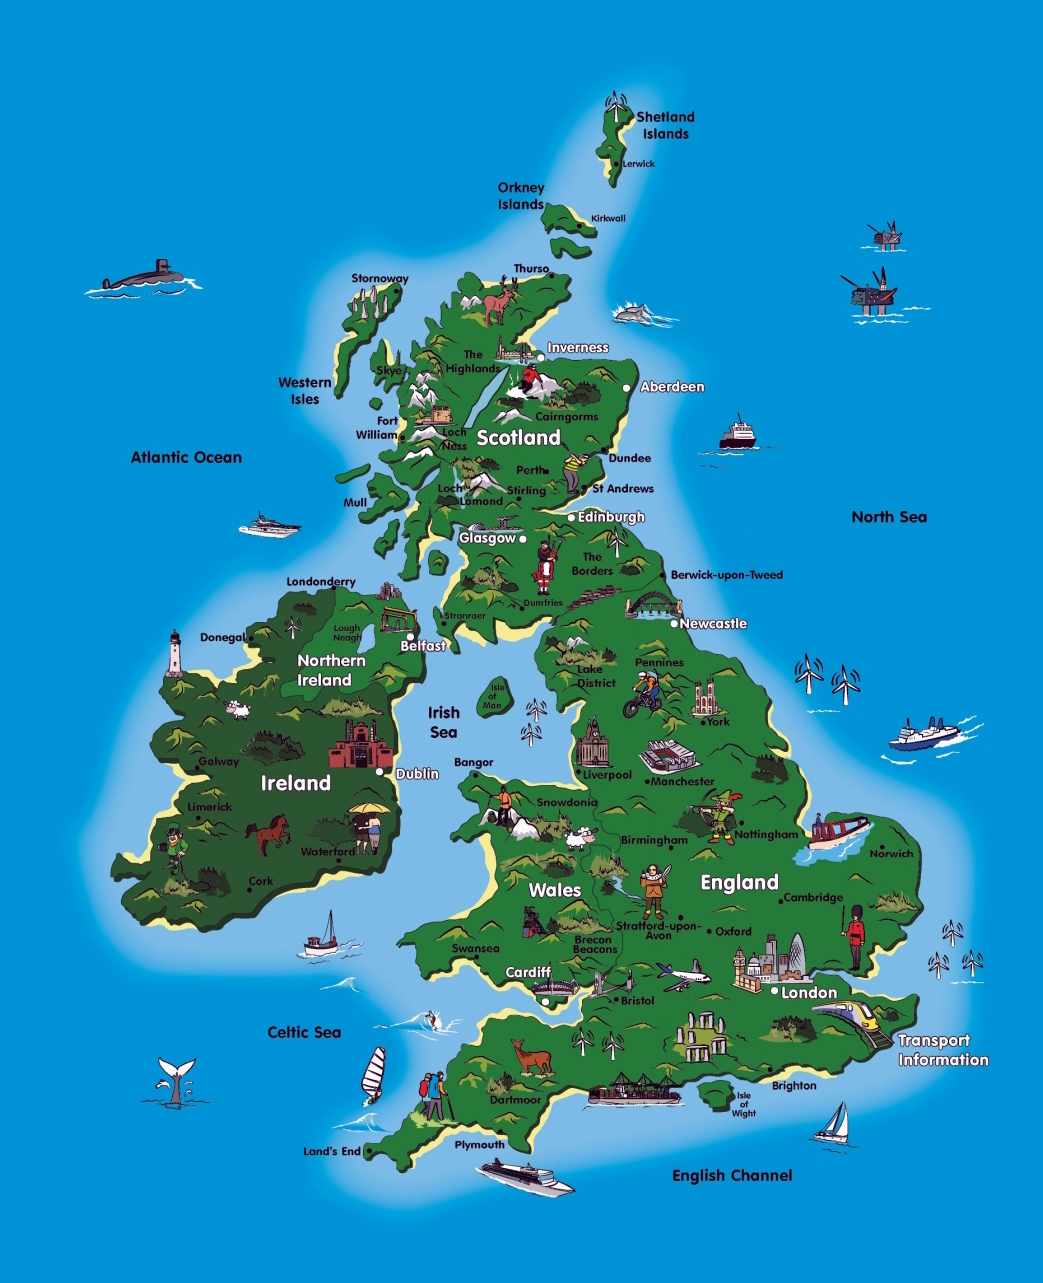 Shetland
Islands
Lerwick
Orkney
Islands
Kirkwall
Thurso
Stornoway
Inverness
The
Highlands
Skye
Western
Isles
Aberdeen
Cairngorms
Fort
William
Loch
Ness
Scotland
Atlantic Ocean
Dundee
Perth
Loch
Lomond
Stirling
St Andrews
Mull
North Sea
Edinburgh
Glasgow
The
Borders
Berwick-upon-Tweed
Londonderry
Dumfries
Stranraer
Newcastle
Donegal
Lough
Neagh
Belfast
Northern
Ireland
Lake
District
Pennines
Isle
of
Man
Irish
Sea
York
Galway
Ireland
Dublin
Bangor
Liverpool
Manchester
Snowdonia
Limerick
Birmingham
Nottingham
Waterford
Norwich
Cork
Wales
England
Cambridge
Stratford-upon-
Avon
Oxford
Brecon
Beacons
Swansea
Cardiff
London
Bristol
Celtic Sea
Transport
Information
Brighton
Isle
of
Wight
Dartmoor
Plymouth
Land's End
English Channel